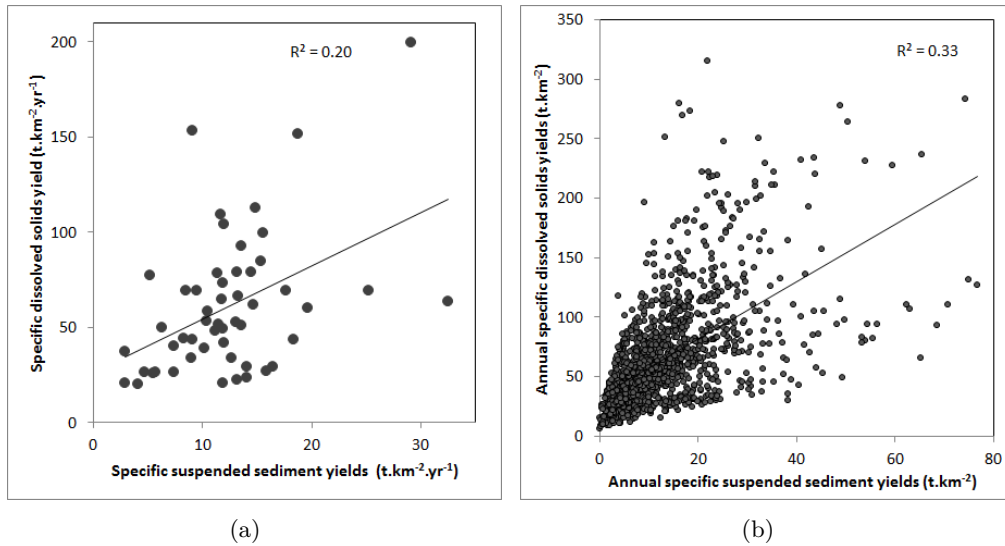 R² = 0.20
200
150
100
50
0
0 10 20 30
Specific dissolved solids yield (t.km⁻².yr⁻¹)
Specific suspended sediment yields (t.km⁻².yr⁻¹)
(a)
R² = 0.33
350
300
250
200
150
100
50
0
0 20 40 60 80
Annual specific dissolved solids yields (t.km⁻²)
Annual specific suspended sediment yields (t.km⁻²)
(b)